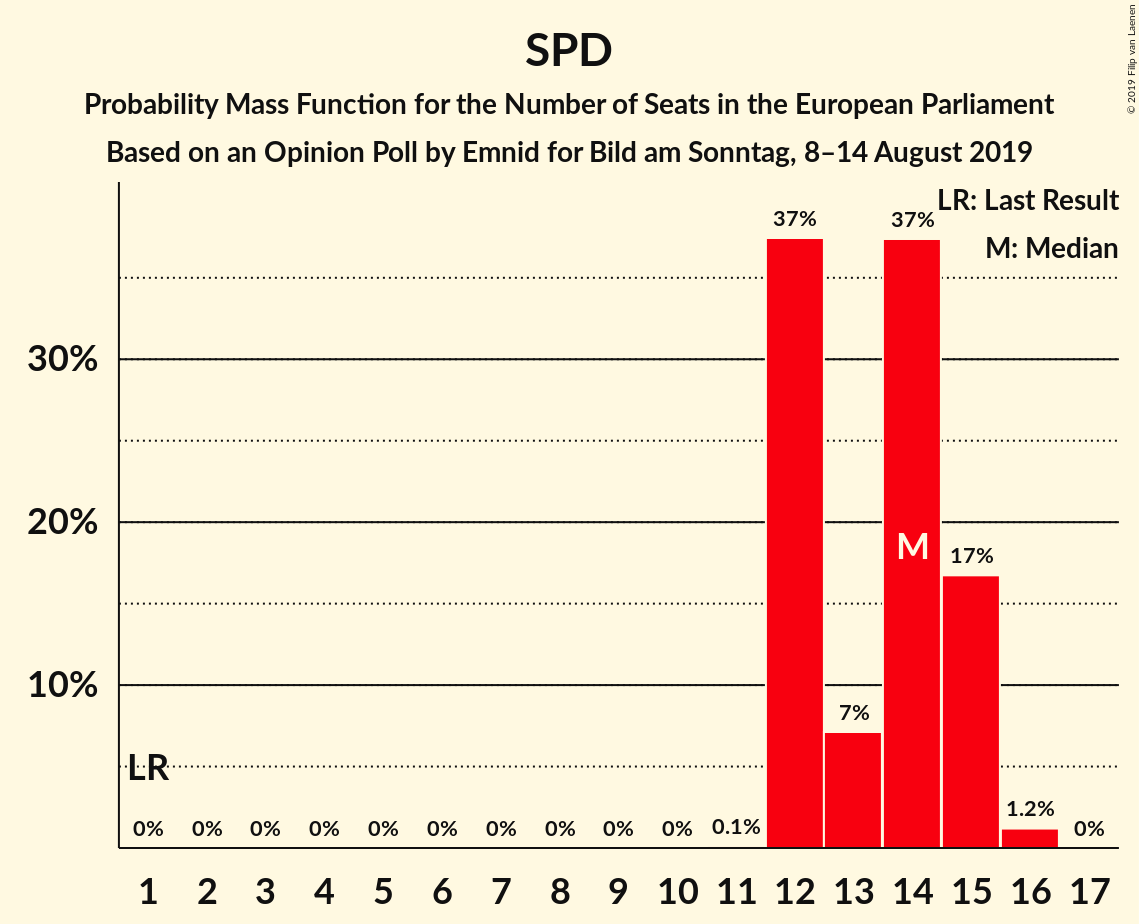 © 2019 Filip van Laenen
SPD
Probability Mass Function for the Number of Seats in the European Parliament
Based on an Opinion Poll by Emnid for Bild am Sonntag, 8–14 August 2019
LR: Last Result
M: Median
37% 37%
30%
20%
M 17%
10%
7%
LR
0% 0% 0% 0% 0% 0% 0% 0% 0% 0% 0.1% 1.2% 0%
1 2 3 4 5 6 7 8 9 10 11 12 13 14 15 16 17